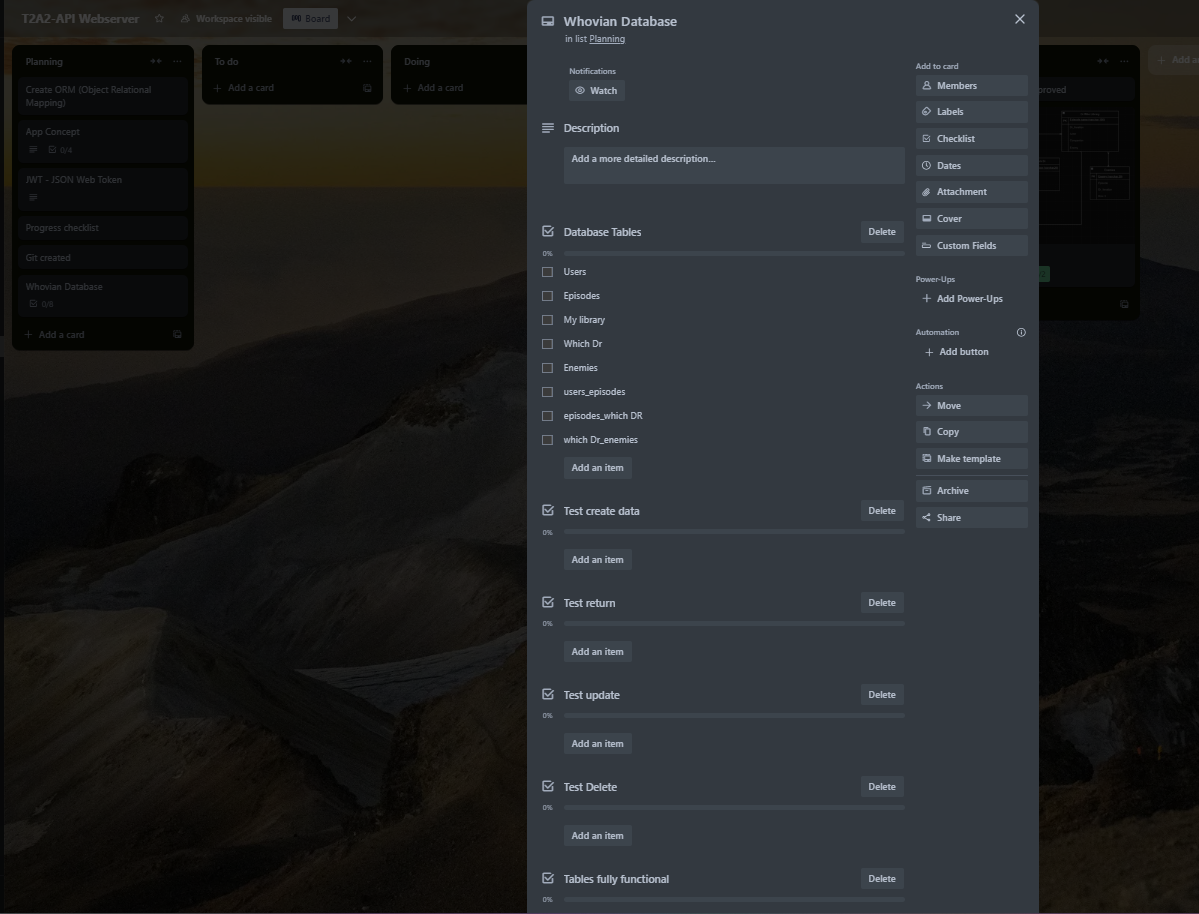 T2A2-API Webserver
Workspace visible
Board
Planning
Create ORM (Object Relational
Mapping)
App Concept
0/4
JWT - JSON Web Token
Progress checklist
Git created
Whovian Database
0/8
Add a card
To do
Add a card
Doing
Add a card
Whovian Database
in list Planning
Notifications
Watch
Description
Add a more detailed description...
Database Tables
Delete
0%
Users
Episodes
My library
Which Dr
Enemies
users_episodes
episodes_which DR
which Dr_enemies
Add an item
Test create data
Delete
0%
Add an item
Test return
Delete
0%
Add an item
Test update
Delete
0%
Add an item
Test Delete
Delete
0%
Add an item
Tables fully functional
Delete
0%
Add to card
Members
Labels
Checklist
Dates
Attachment
Cover
Custom Fields
Power-Ups
Add Power-Ups
Automation
Add button
Actions
Move
Copy
Make template
Archive
Share
proved
Add a